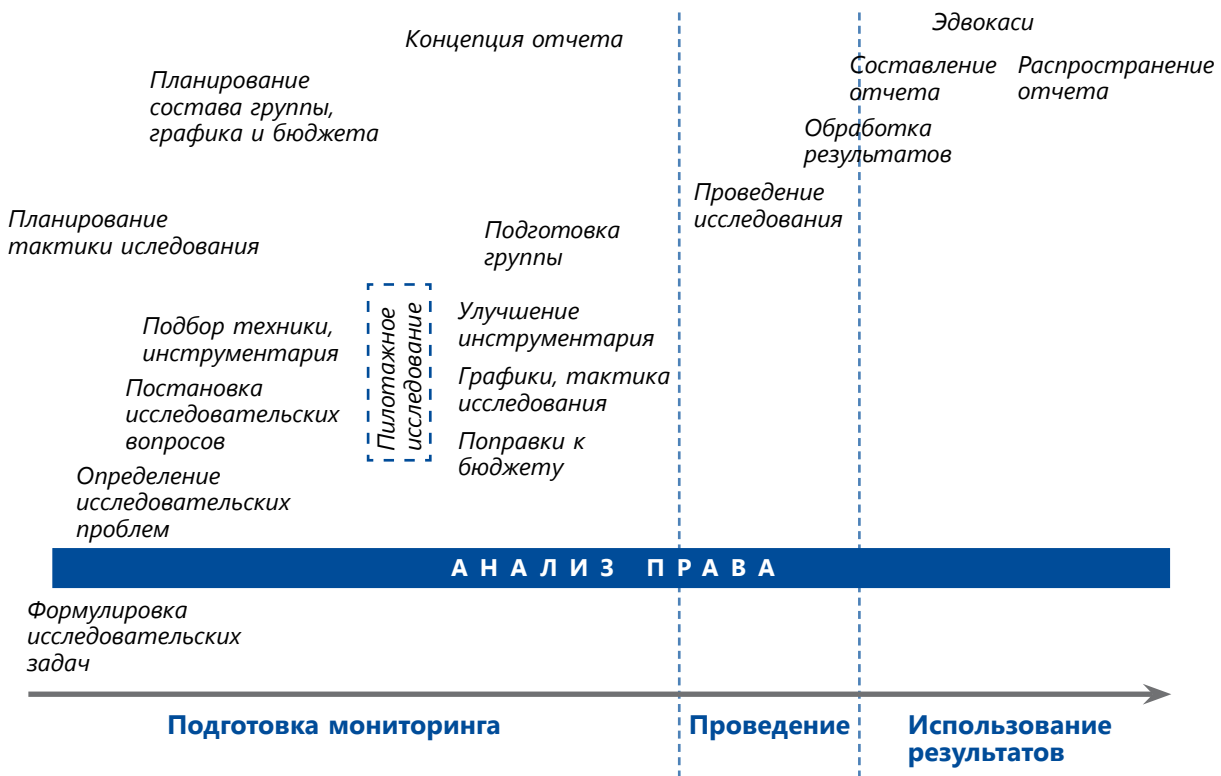 Эдвокаси
Концепция отчета
Составление
отчета
Распространение
отчета
Планирование
состава группы,
графика и бюджета
Обработка
результатов
Проведение
исследования
Планирование
тактики иследования
Подготовка
группы
Пилотажное
исследование
Улучшение
инструментария
Подбор техники,
инструментария
Графики, тактика
исследования
Постановка
исследовательских
вопросов
Поправки к
бюджету
Определение
исследовательских
проблем
АНАЛИЗ ПРАВА
Формулировка
исследовательских
задач
Подготовка мониторинга
Проведение
Использование
результатов